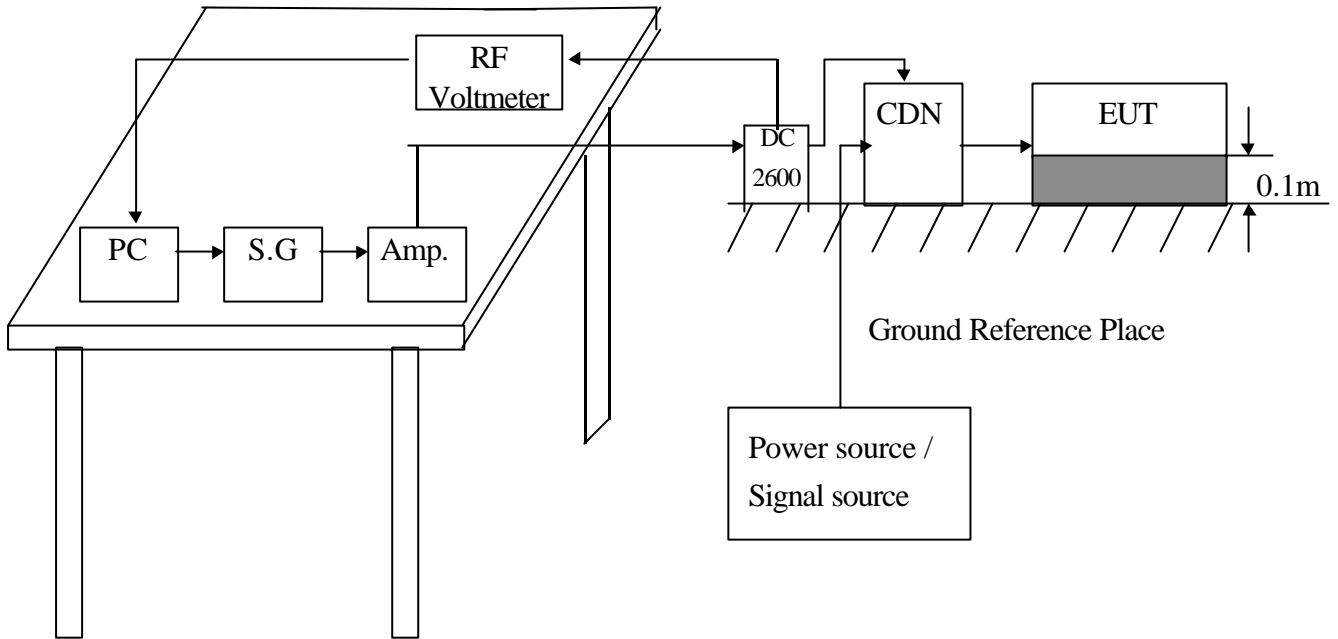 RF
Voltmeter
CDN
EUT
DC
2600
0.1m
PC
S.G
Amp.
Ground Reference Place
Power source /
Signal source